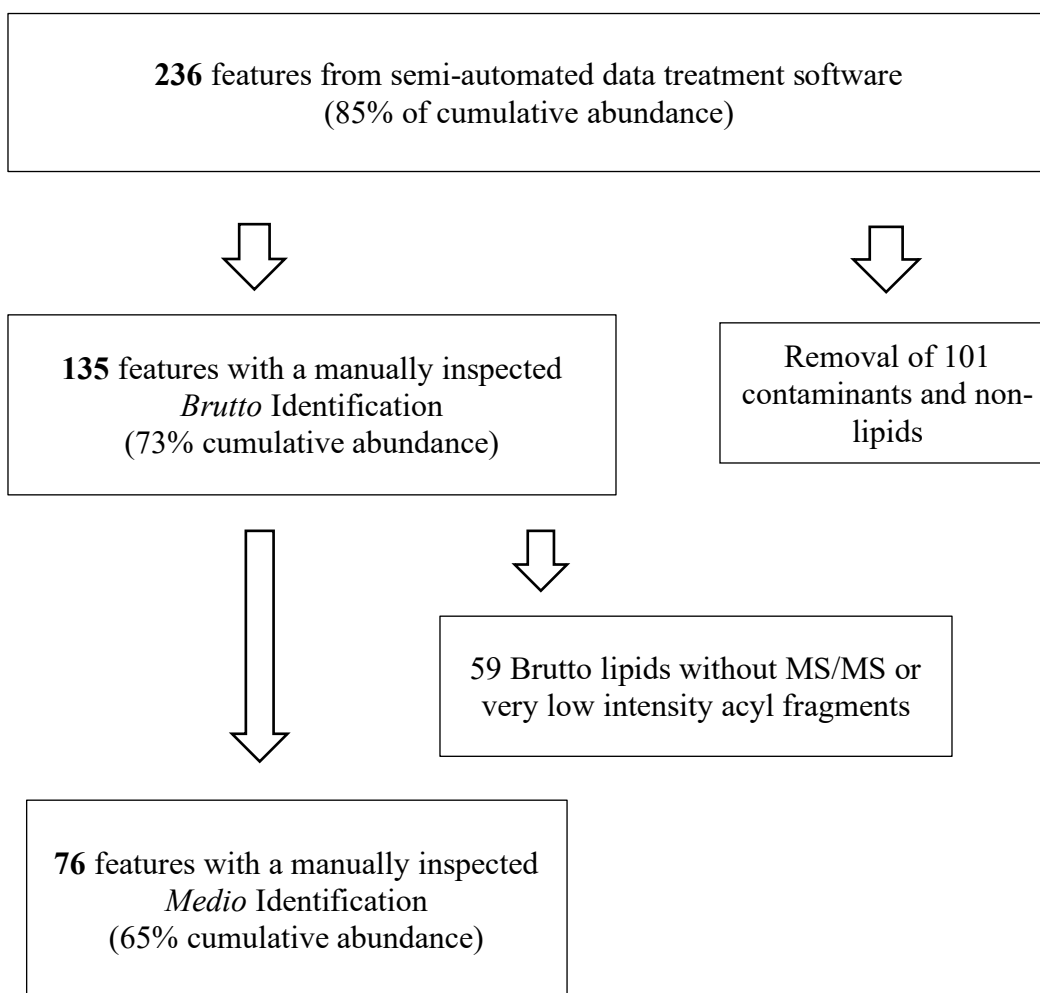 236 features from semi-automated data treatment software
(85% of cumulative abundance)
135 features with a manually inspected
Brutto Identification
(73% cumulative abundance)
Removal of 101
contaminants and non-
lipids
59 Brutto lipids without MS/MS or
very low intensity acyl fragments
76 features with a manually inspected
Medio Identification
(65% cumulative abundance)